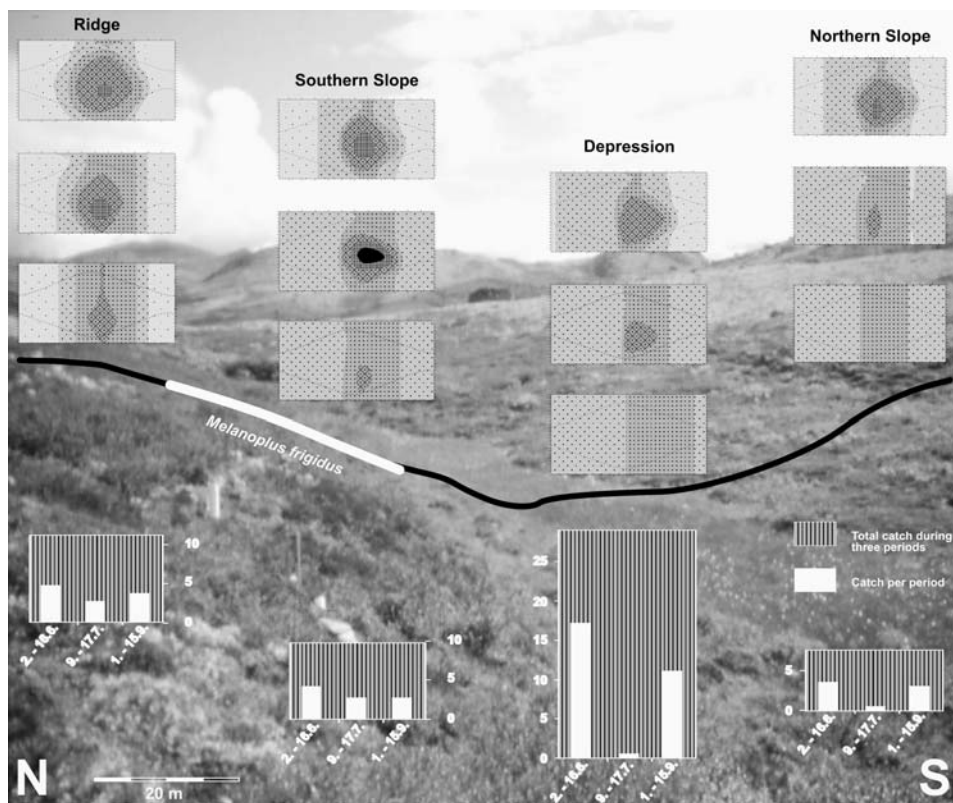 Ridge
Southern Slope
Depression
Northern Slope
Melanoplus frigidus
10
5
0
2. - 16.6.
9. - 17.7.
1. - 15.9.
10
5
0
2. - 16.6.
9. - 17.7.
1. - 15.9.
25
20
15
10
5
0
2. - 16.6.
9. - 17.7.
1. - 15.9.
Total catch during
three periods
Catch per period
5
0
2. - 16.6.
9. - 17.7.
1. - 15.9.
N
20 m
S